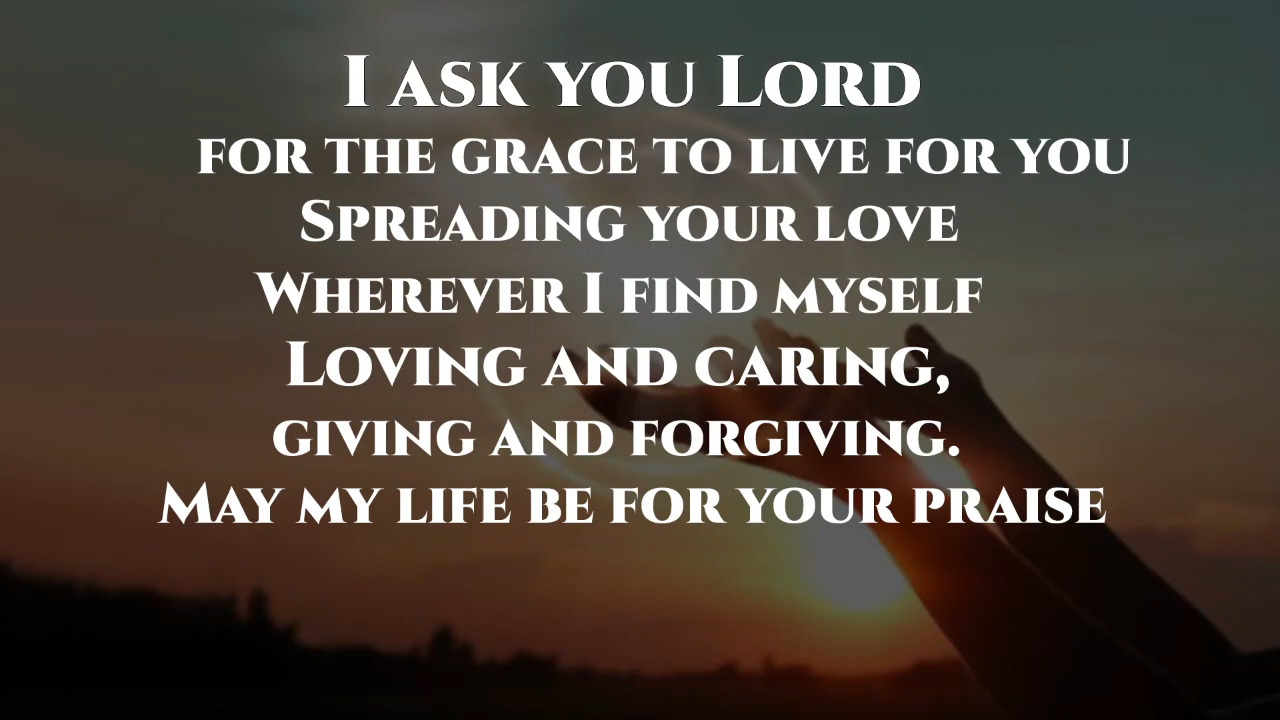 I ask you Lord
for the grace to live for you
Spreading your love
Wherever I find myself
Loving and caring,
giving and forgiving.
May my life be for your praise